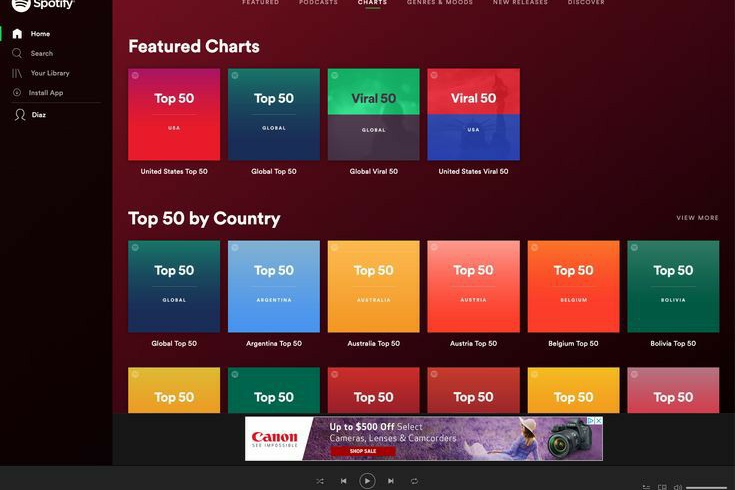 Spotify
FEATURED PODCASTS CHARTS GENRES & MOODS NEW RELEASES DISCOVER
Home
Search
Your Library
Install App
Diaz
Featured Charts
Top 50
USA
United States Top 50
Top 50
GLOBAL
Global Top 50
Viral 50
GLOBAL
Global Viral 50
Viral 50
USA
United States Viral 50
Top 50 by Country
VIEW MORE
Top 50
GLOBAL
Global Top 50
Top 50
ARGENTINA
Argentina Top 50
Top 50
AUSTRALIA
Australia Top 50
Top 50
AUSTRIA
Austria Top 50
Top 50
BELGIUM
Belgium Top 50
Top 50
BOLIVIA
Bolivia Top 50
Top 50
Top 50
Top 50
Top 50
Top 50
Top 50
Canon
SEE IMPOSSIBLE
Up to $500 Off Select
Cameras, Lenses & Camcorders
SHOP SALE